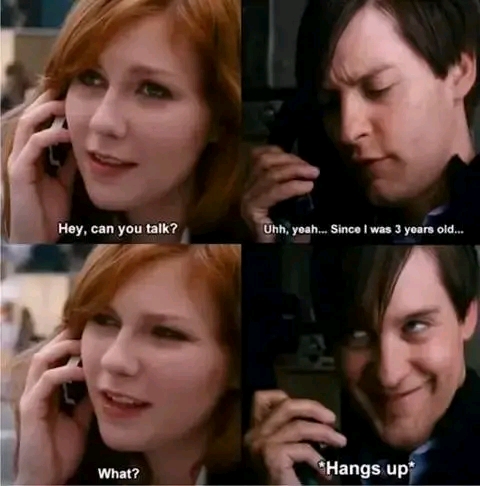 Hey, can you talk?
Uhh, yeah... Since I was 3 years old...
What?
*Hangs up*